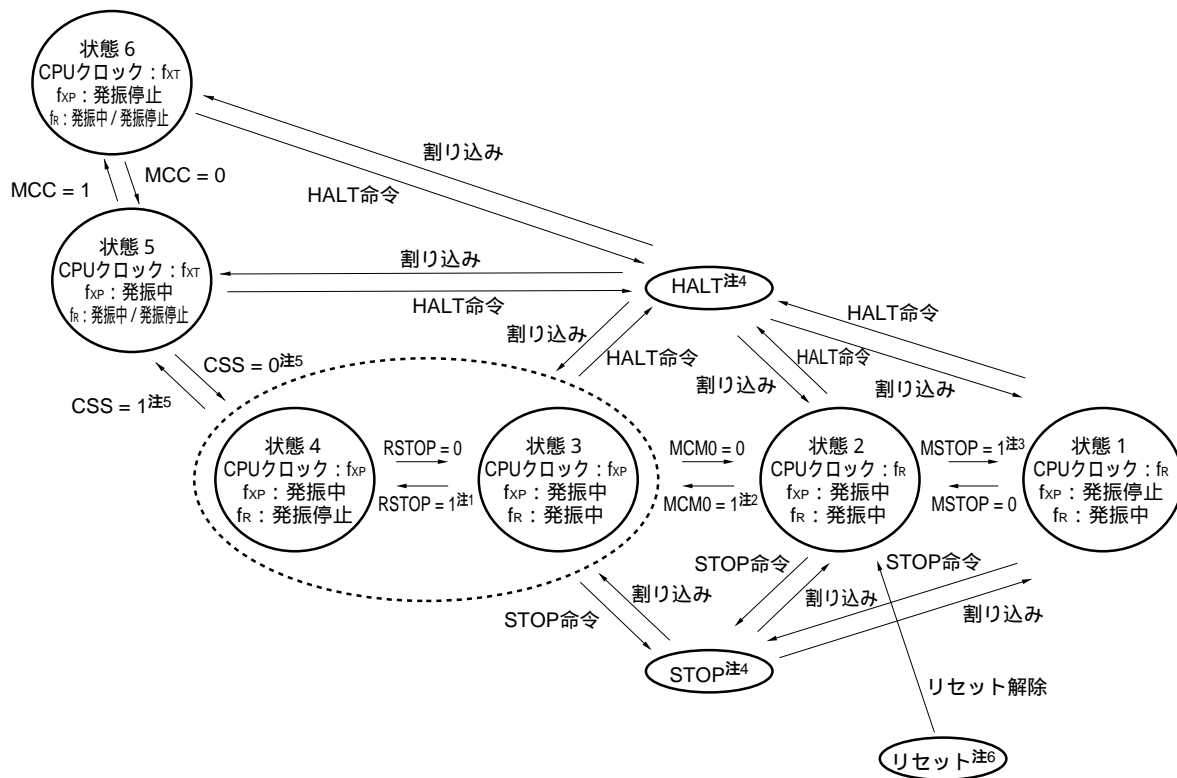 状態 6
CPUクロック : fXT
fXP : 発振停止
fR : 発振中 / 発振停止
割り込み
HALT命令
MCC = 1
MCC = 0
状態 5
CPUクロック : fXT
fXP : 発振中
fR : 発振中 / 発振停止
割り込み
HALT命令
HALT注4
割り込み
HALT命令
HALT命令
割り込み
HALT命令
割り込み
CSS = 0注5
CSS = 1注5
状態 4
CPUクロック : fXP
fXP : 発振中
fR : 発振停止
RSTOP = 0
RSTOP = 1注1
状態 3
CPUクロック : fXP
fXP : 発振中
fR : 発振中
MCM0 = 0
MCM0 = 1注2
状態 2
CPUクロック : fR
fXP : 発振中
fR : 発振中
MSTOP = 1注3
MSTOP = 0
状態 1
CPUクロック : fR
fXP : 発振停止
fR : 発振中
STOP命令
割り込み
STOP命令
割り込み
STOP命令
割り込み
STOP注4
リセット解除
リセット注6